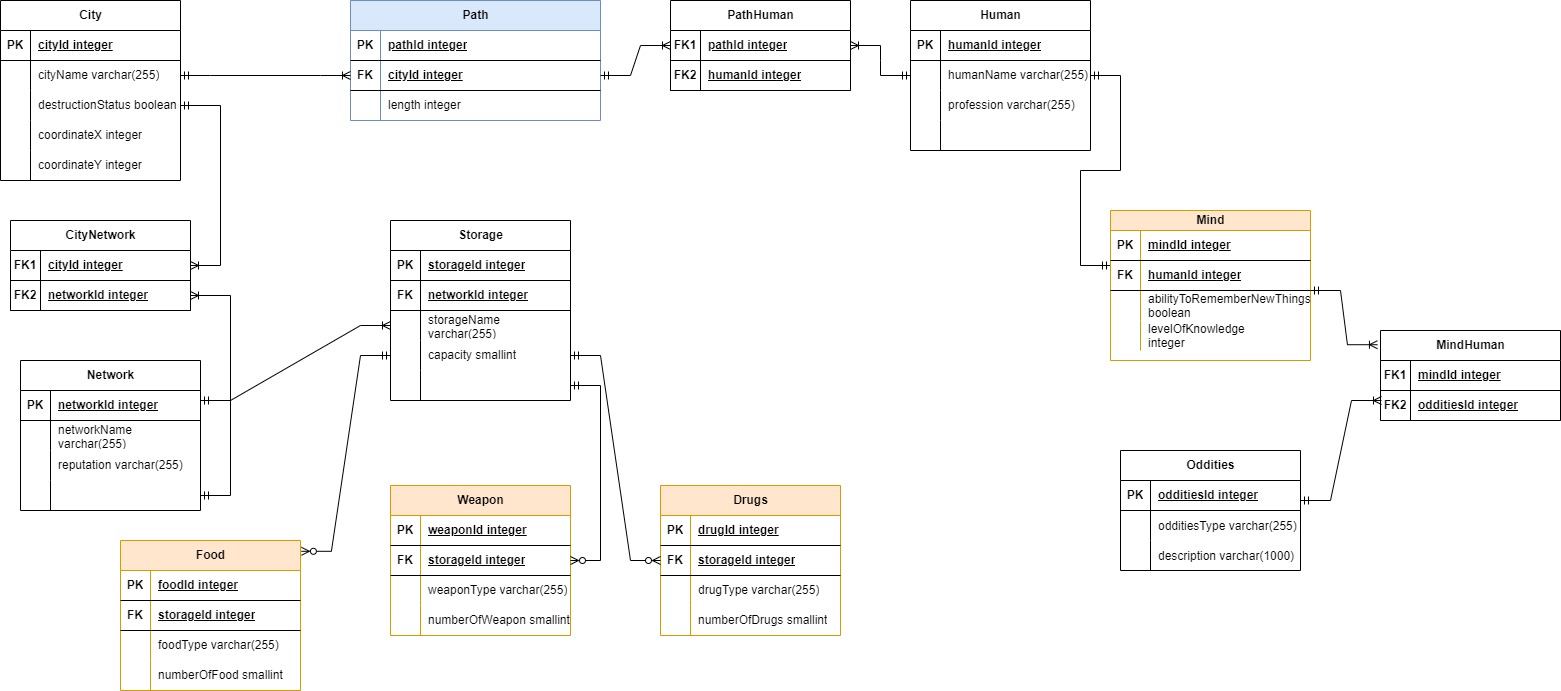 City
PK cityId integer
cityName varchar(255)
destructionStatus boolean
coordinateX integer
coordinateY integer
Path
PK pathId integer
FK cityId integer
length integer
PathHuman
FK1 pathId integer
FK2 humanId integer
Human
PK humanId integer
humanName varchar(255)
profession varchar(255)
CityNetwork
FK1 cityId integer
FK2 networkId integer
Storage
PK storageId integer
FK networkId integer
storageName
varchar(255)
capacity smallint
Mind
PK mindId integer
FK humanId integer
abilityToRememberNewThings
boolean
levelOfKnowledge
integer
MindHuman
FK1 mindId integer
FK2 odditiesId integer
Network
PK networkId integer
networkName
varchar(255)
reputation varchar(255)
Oddities
PK odditiesId integer
odditiesType varchar(255)
description varchar(1000)
Food
PK foodId integer
FK storageId integer
foodType varchar(255)
numberOfFood smallint
Weapon
PK weaponId integer
FK storageId integer
weaponType varchar(255)
numberOfWeapon smallint
Drugs
PK drugId integer
FK storageId integer
drugType varchar(255)
numberOfDrugs smallint